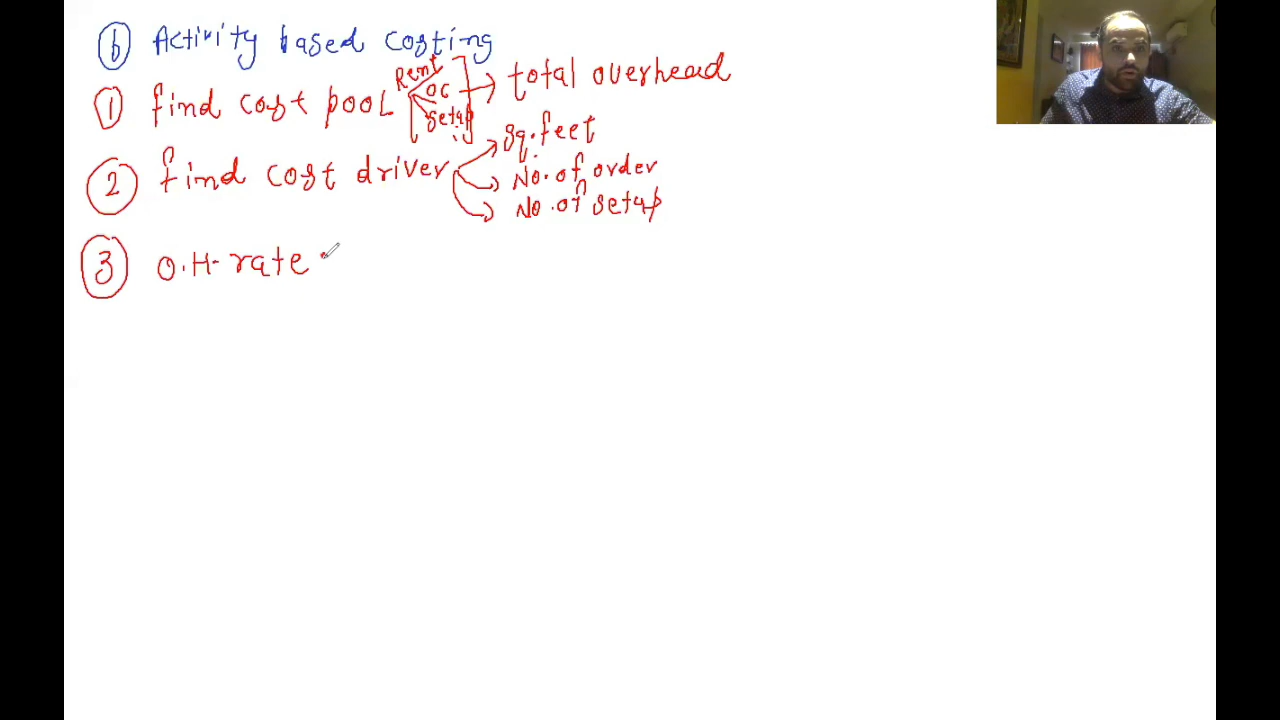 (b) Activity based costing
(1) find cost pool
Rent
OC
setup
total overhead
(2) find cost driver
sq. feet
No. of order
No. of setup
(3) O.H. rate